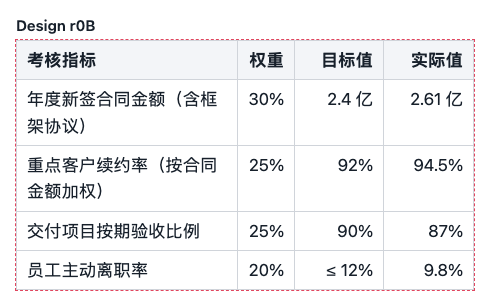 Design r0B
考核指标 权重 目标值 实际值
年度新签合同金额（含框 30% 2.4 亿 2.61 亿
架协议）
重点客户续约率（按合同 25% 92% 94.5%
金额加权）
交付项目按期验收比例 25% 90% 87%
员工主动离职率 20% ≤ 12% 9.8%